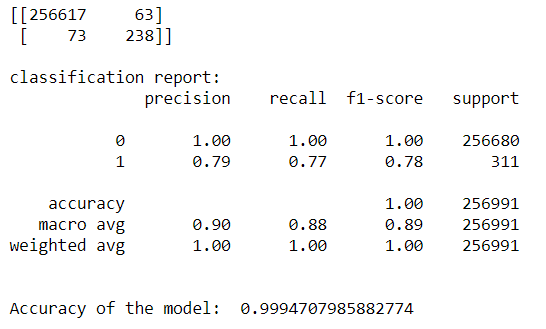 [[256617     63]
 [    73    238]]
classification report:
              precision    recall  f1-score   support
           0       1.00      1.00      1.00    256680
           1       0.79      0.77      0.78       311
    accuracy                           1.00    256991
   macro avg       0.90      0.88      0.89    256991
weighted avg       1.00      1.00      1.00    256991
Accuracy of the model:  0.9994707985882774